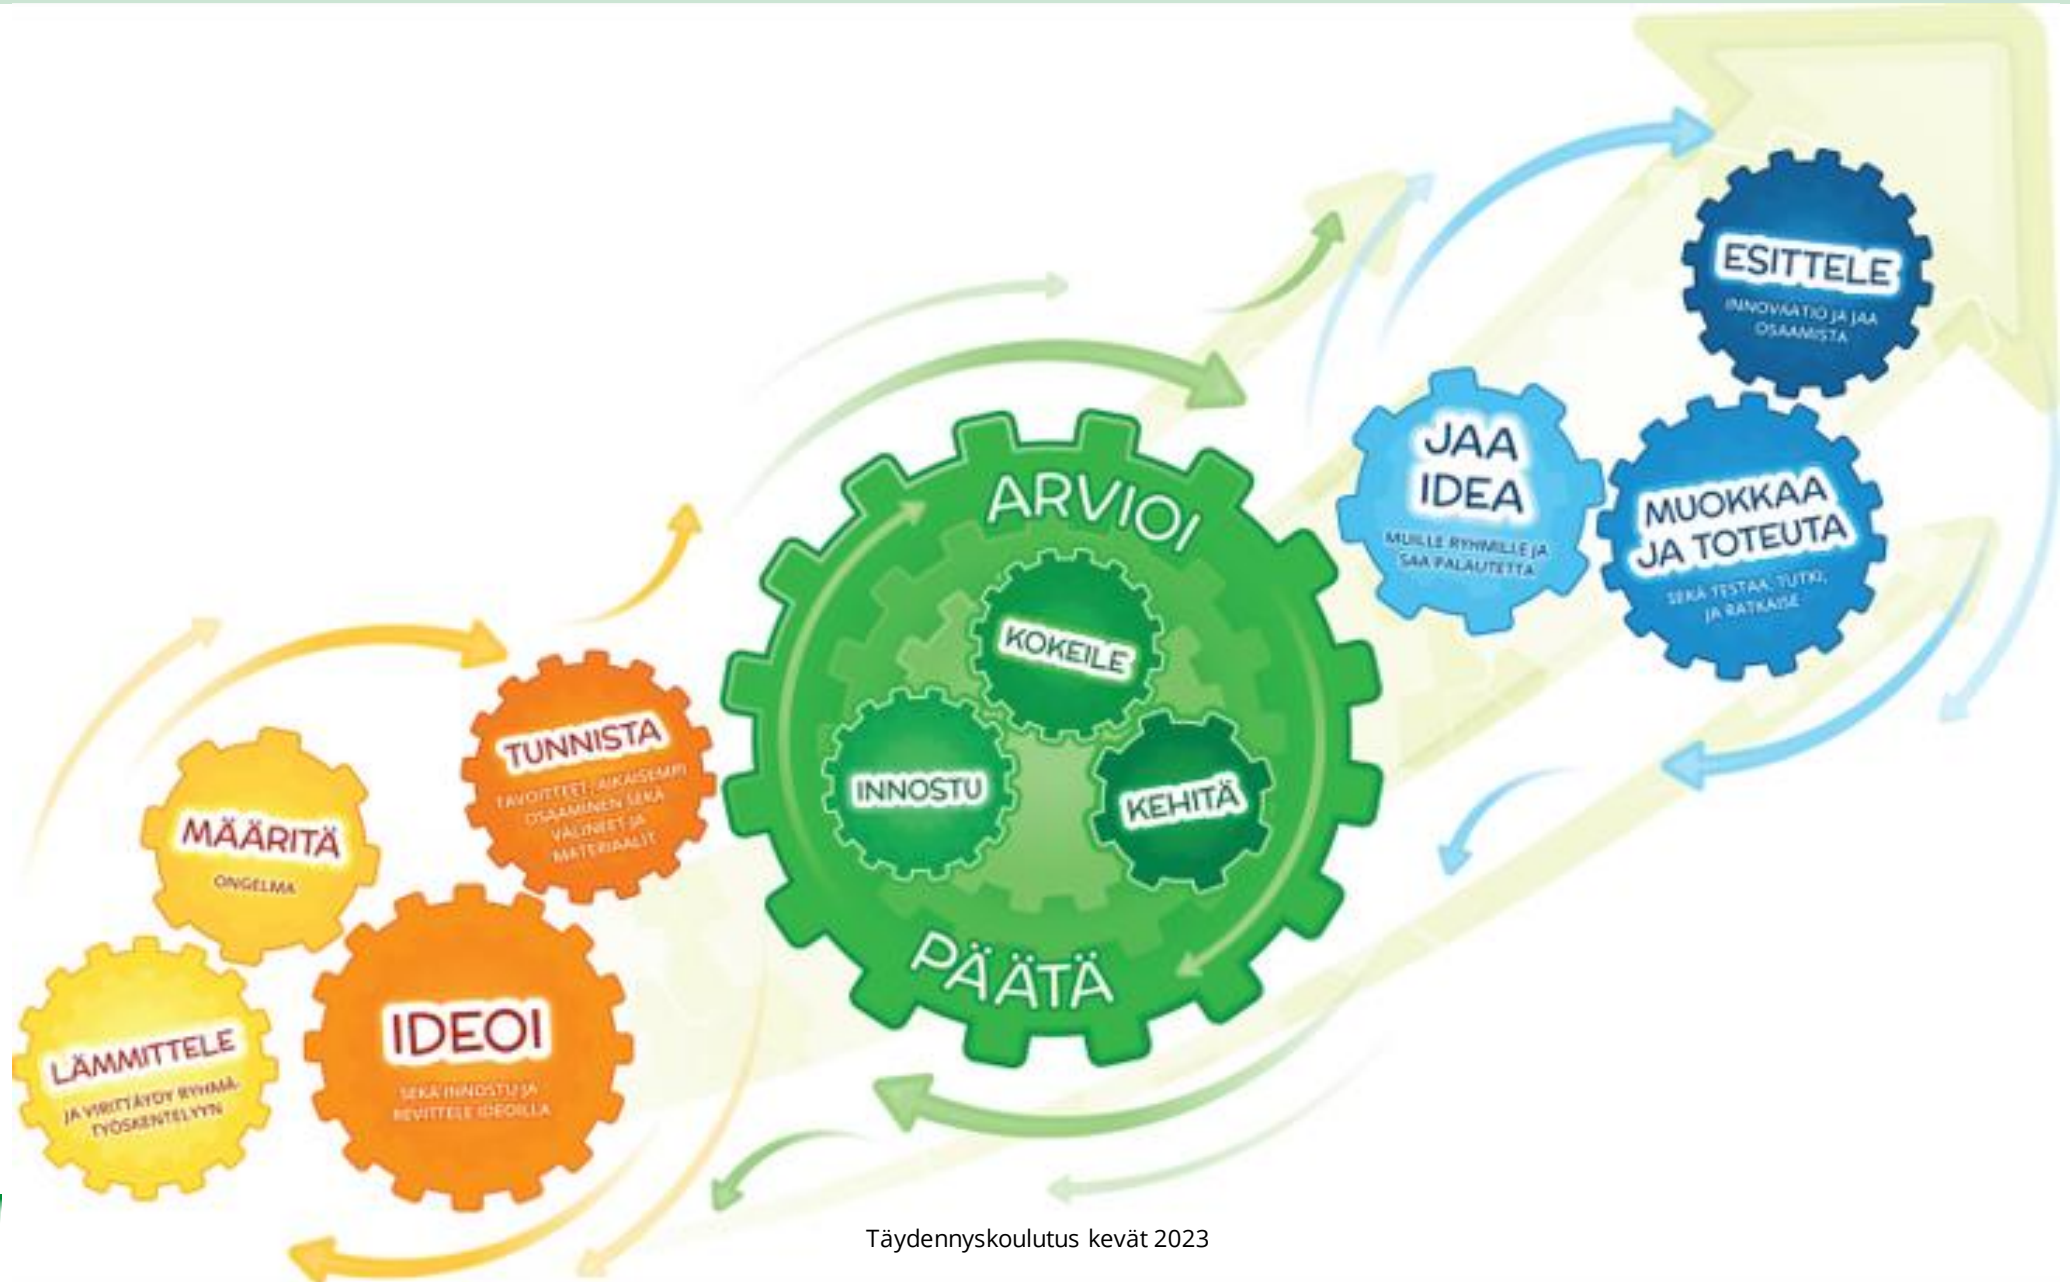 LÄMMITTELE
JA VIRITTÄYDY RYHMÄ-
TYÖSKENTELYYN
MÄÄRITÄ
ONGELMA
IDEOI
SEKÄ INNOSTU JA
REVITTELE IDEOILLA
TUNNISTA
TAVOITTEET, AIKAISEMPI
OSAAMINEN SEKÄ
VÄLINEET JA
MATERIAALIT
ARVIOI
KOKEILE
INNOSTU
KEHITÄ
PÄÄTÄ
JAA
IDEA
MUILLE RYHMILLE JA
SAA PALAUTETTA
MUOKKAA
JA TOTEUTA
SEKÄ TESTAA, TUTKI,
JA RATKAISE
ESITTELE
INNOVAATIO JA JAA
OSAAMISTA
Täydennyskoulutus kevät 2023